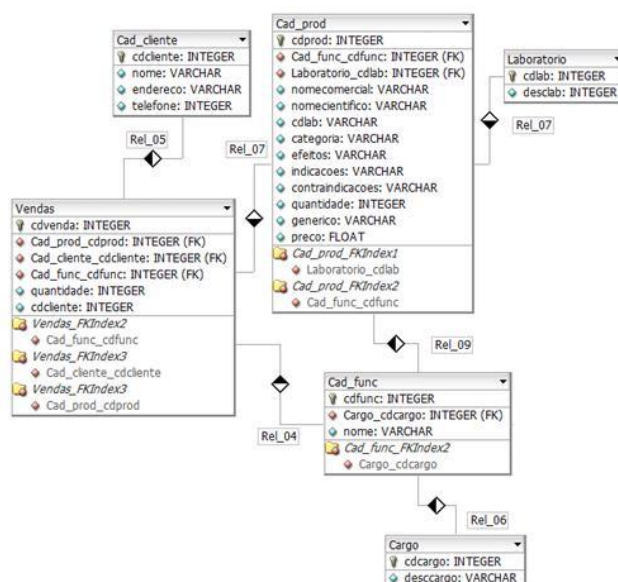 Cad_cliente
cdcliente: INTEGER
nome: VARCHAR
endereco: VARCHAR
telefone: INTEGER
Cad_prod
cdprod: INTEGER
Cad_func_cdfunc: INTEGER (FK)
Laboratorio_cdlab: INTEGER (FK)
nomecomercial: VARCHAR
nomecientifico: VARCHAR
cdlab: VARCHAR
categoria: VARCHAR
efeitos: VARCHAR
indicacoes: VARCHAR
contraindicacoes: VARCHAR
quantidade: INTEGER
generico: VARCHAR
preco: FLOAT
Cad_prod_FKIndex1
Laboratorio_cdlab
Cad_prod_FKIndex2
Cad_func_cdfunc
Laboratorio
cdlab: INTEGER
desclab: INTEGER
Rel_07
Rel_05
Rel_07
Vendas
cdvenda: INTEGER
Cad_prod_cdprod: INTEGER (FK)
Cad_cliente_cdcliente: INTEGER (FK)
Cad_func_cdfunc: INTEGER (FK)
quantidade: INTEGER
cdcliente: INTEGER
Vendas_FKIndex2
Cad_func_cdfunc
Vendas_FKIndex3
Cad_cliente_cdcliente
Vendas_FKIndex3
Cad_prod_cdprod
Rel_09
Rel_04
Cad_func
cdfunc: INTEGER
Cargo_cdcargo: INTEGER (FK)
nome: VARCHAR
Cad_func_FKIndex2
Cargo_cdcargo
Rel_06
Cargo
cdcargo: INTEGER
desccargo: VARCHAR